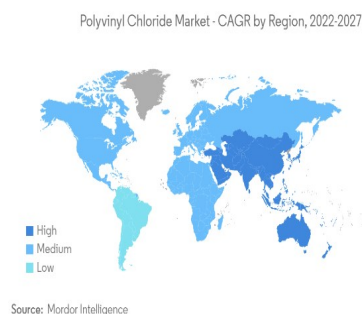 Polyvinyl Chloride Market - CAGR by Region, 2022-2027
High
Medium
Low
Source: Mordor Intelligence